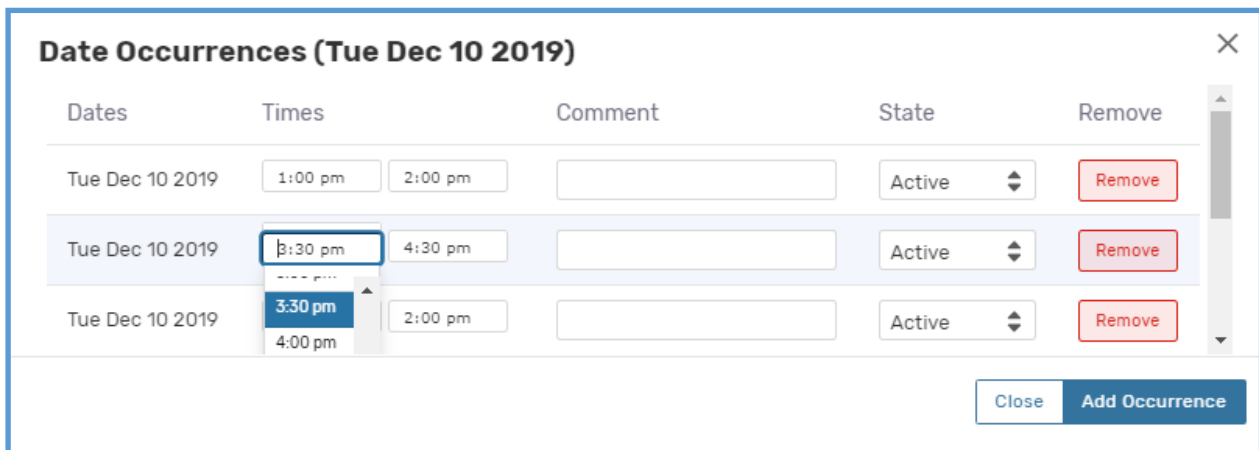 Date Occurrences (Tue Dec 10 2019)
Dates Times Comment State Remove
Tue Dec 10 2019 1:00 pm 2:00 pm Active Remove
Tue Dec 10 2019 3:30 pm 4:30 pm Active Remove
3:30 pm
Tue Dec 10 2019 2:00 pm Active Remove
4:00 pm
Close Add Occurrence